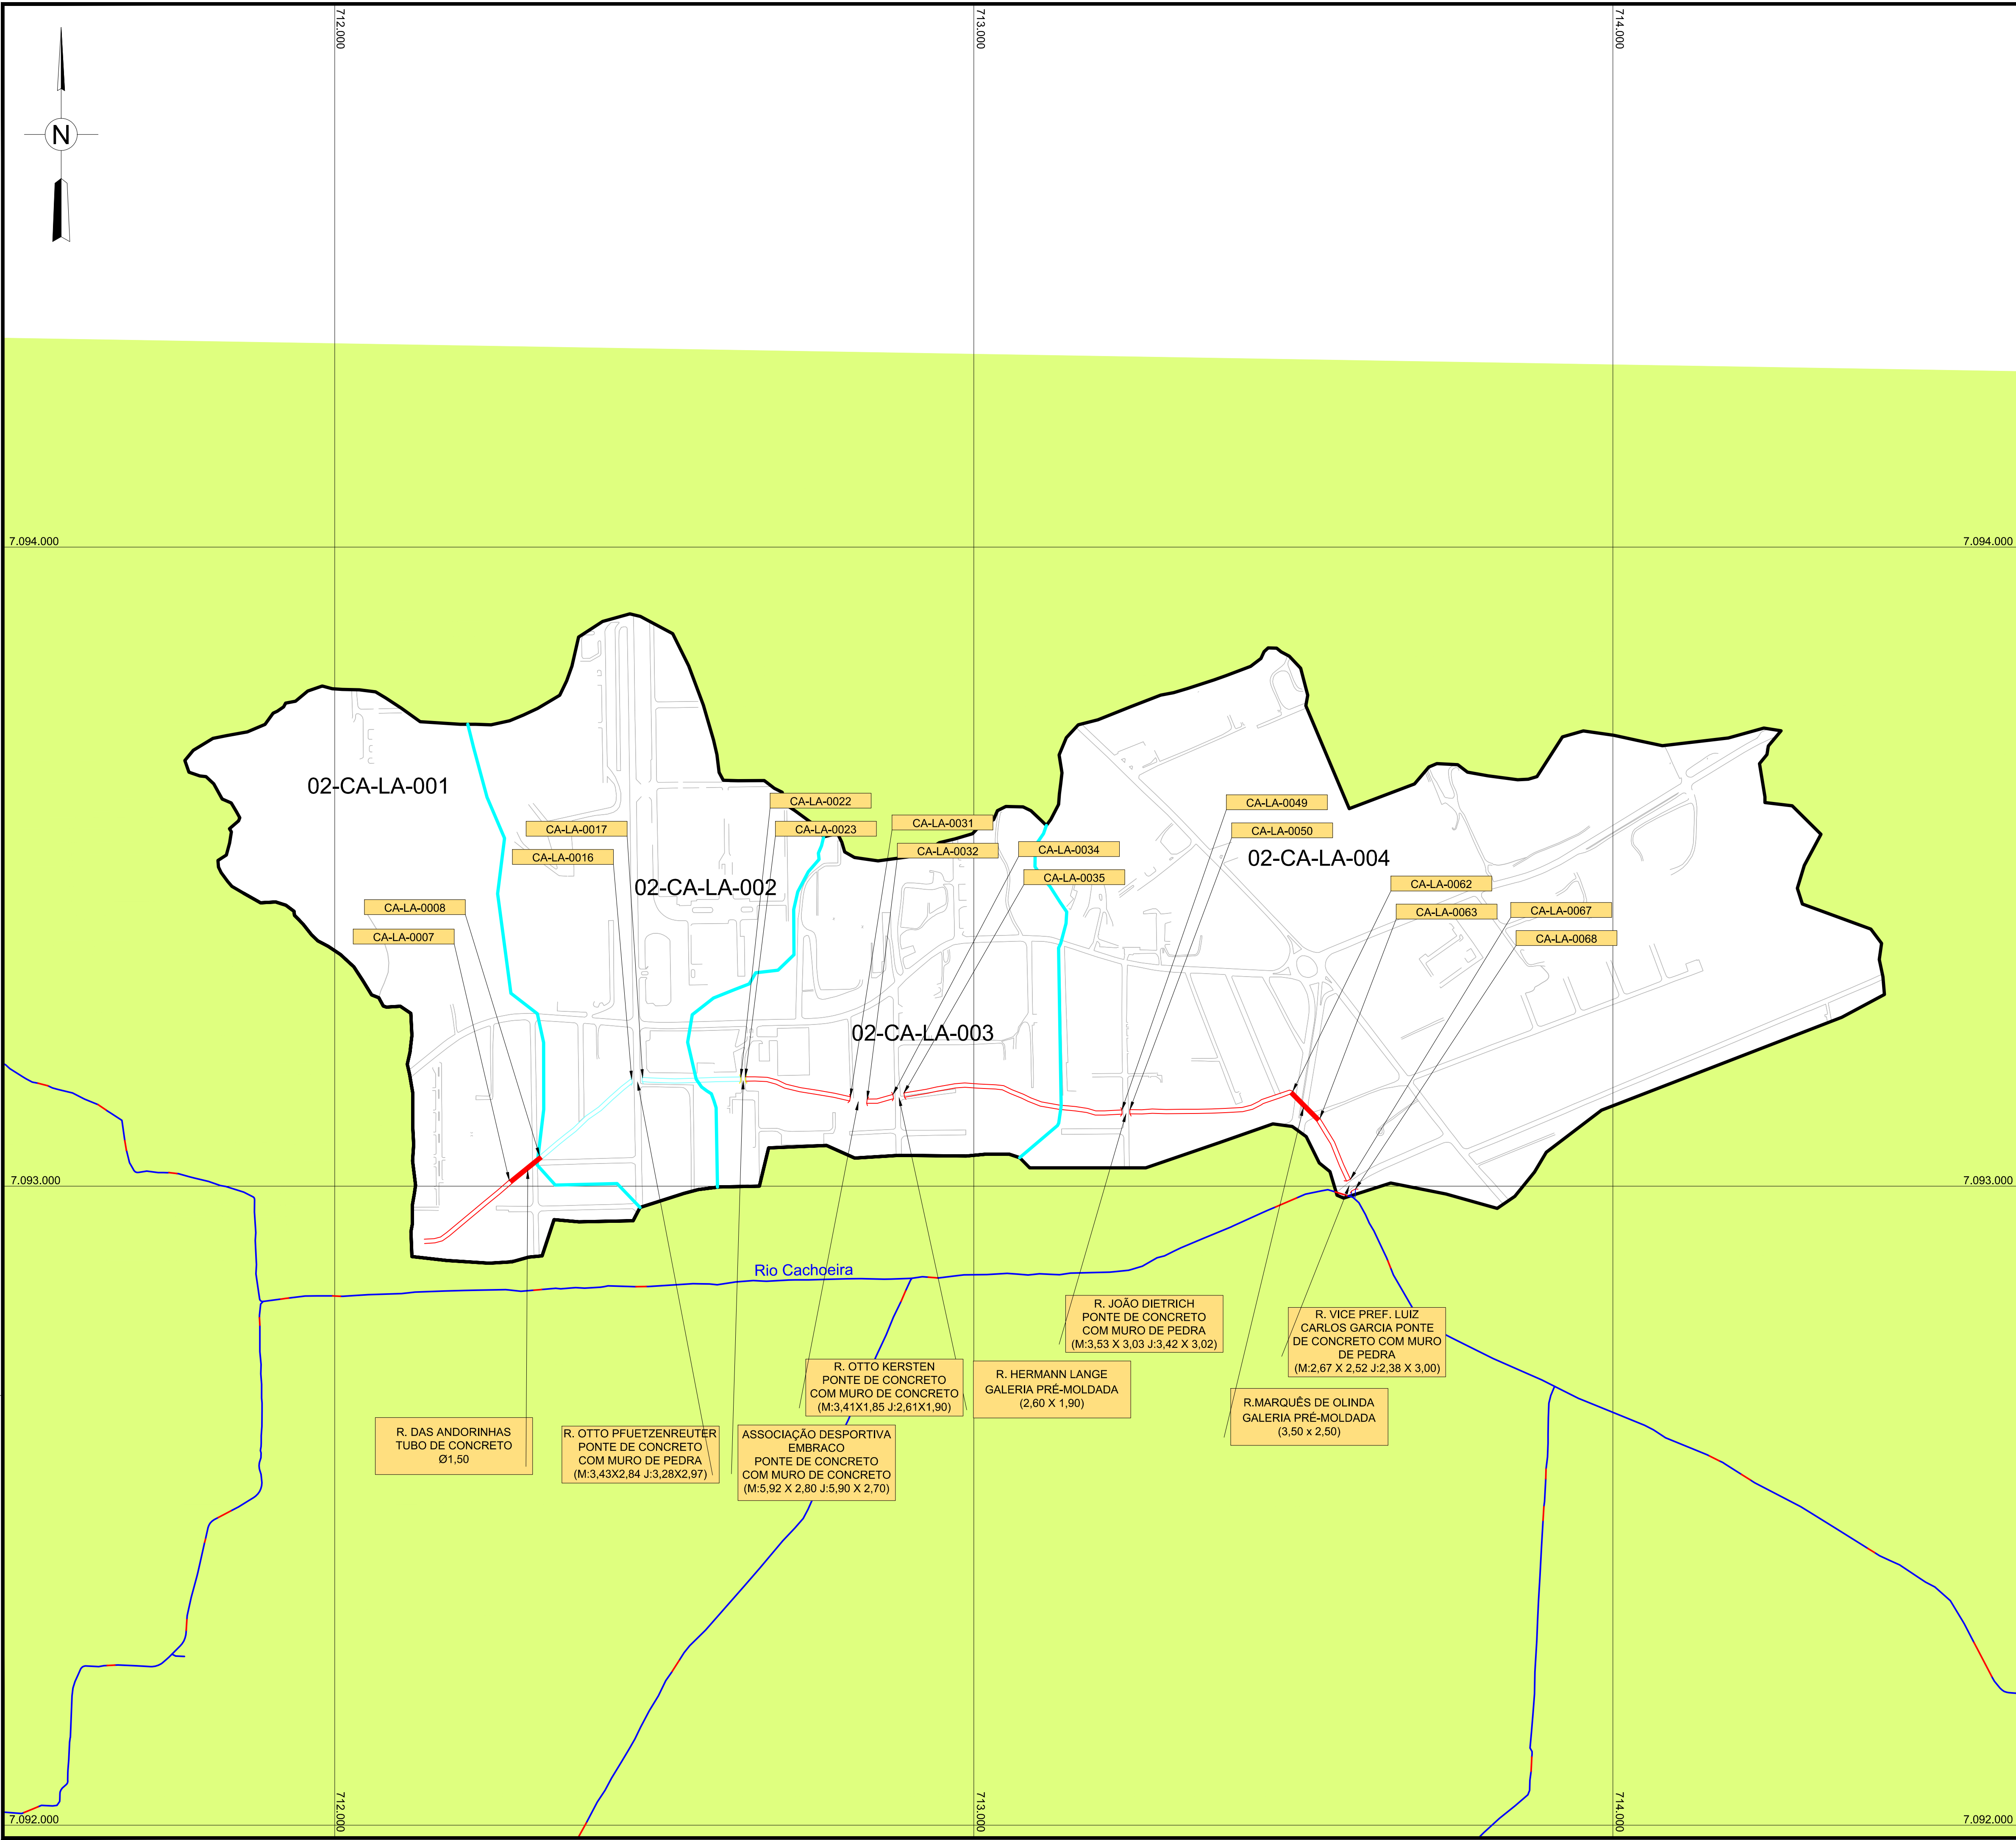 712.000
713.000
714.000
N
7.094.000
7.094.000
02-CA-LA-001
CA-LA-0022
CA-LA-0049
CA-LA-0031
CA-LA-0017
CA-LA-0023
CA-LA-0050
CA-LA-0032
CA-LA-0034
CA-LA-0016
02-CA-LA-004
CA-LA-0035
02-CA-LA-002
CA-LA-0062
CA-LA-0008
CA-LA-0063
CA-LA-0067
CA-LA-0007
CA-LA-0068
02-CA-LA-003
7.093.000
7.093.000
Rio Cachoeira
R. JOÃO DIETRICH
PONTE DE CONCRETO
COM MURO DE PEDRA
(M:3,53 X 3,03 J:3,42 X 3,02)
R. VICE PREF. LUIZ
CARLOS GARCIA PONTE
DE CONCRETO COM MURO
DE PEDRA
(M:2,67 X 2,52 J:2,38 X 3,00)
R. OTTO KERSTEN
PONTE DE CONCRETO
COM MURO DE CONCRETO
(M:3,41X1,85 J:2,61X1,90)
R. HERMANN LANGE
GALERIA PRÉ-MOLDADA
(2,60 X 1,90)
R.MARQUÊS DE OLINDA
GALERIA PRÉ-MOLDADA
(3,50 x 2,50)
R. DAS ANDORINHAS
TUBO DE CONCRETO
Ø1,50
R. OTTO PFUETZENREUTER
PONTE DE CONCRETO
COM MURO DE PEDRA
(M:3,43X2,84 J:3,28X2,97)
ASSOCIAÇÃO DESPORTIVA
EMBRACO
PONTE DE CONCRETO
COM MURO DE CONCRETO
(M:5,92 X 2,80 J:5,90 X 2,70)
712.000
713.000
714.000
7.092.000
7.092.000